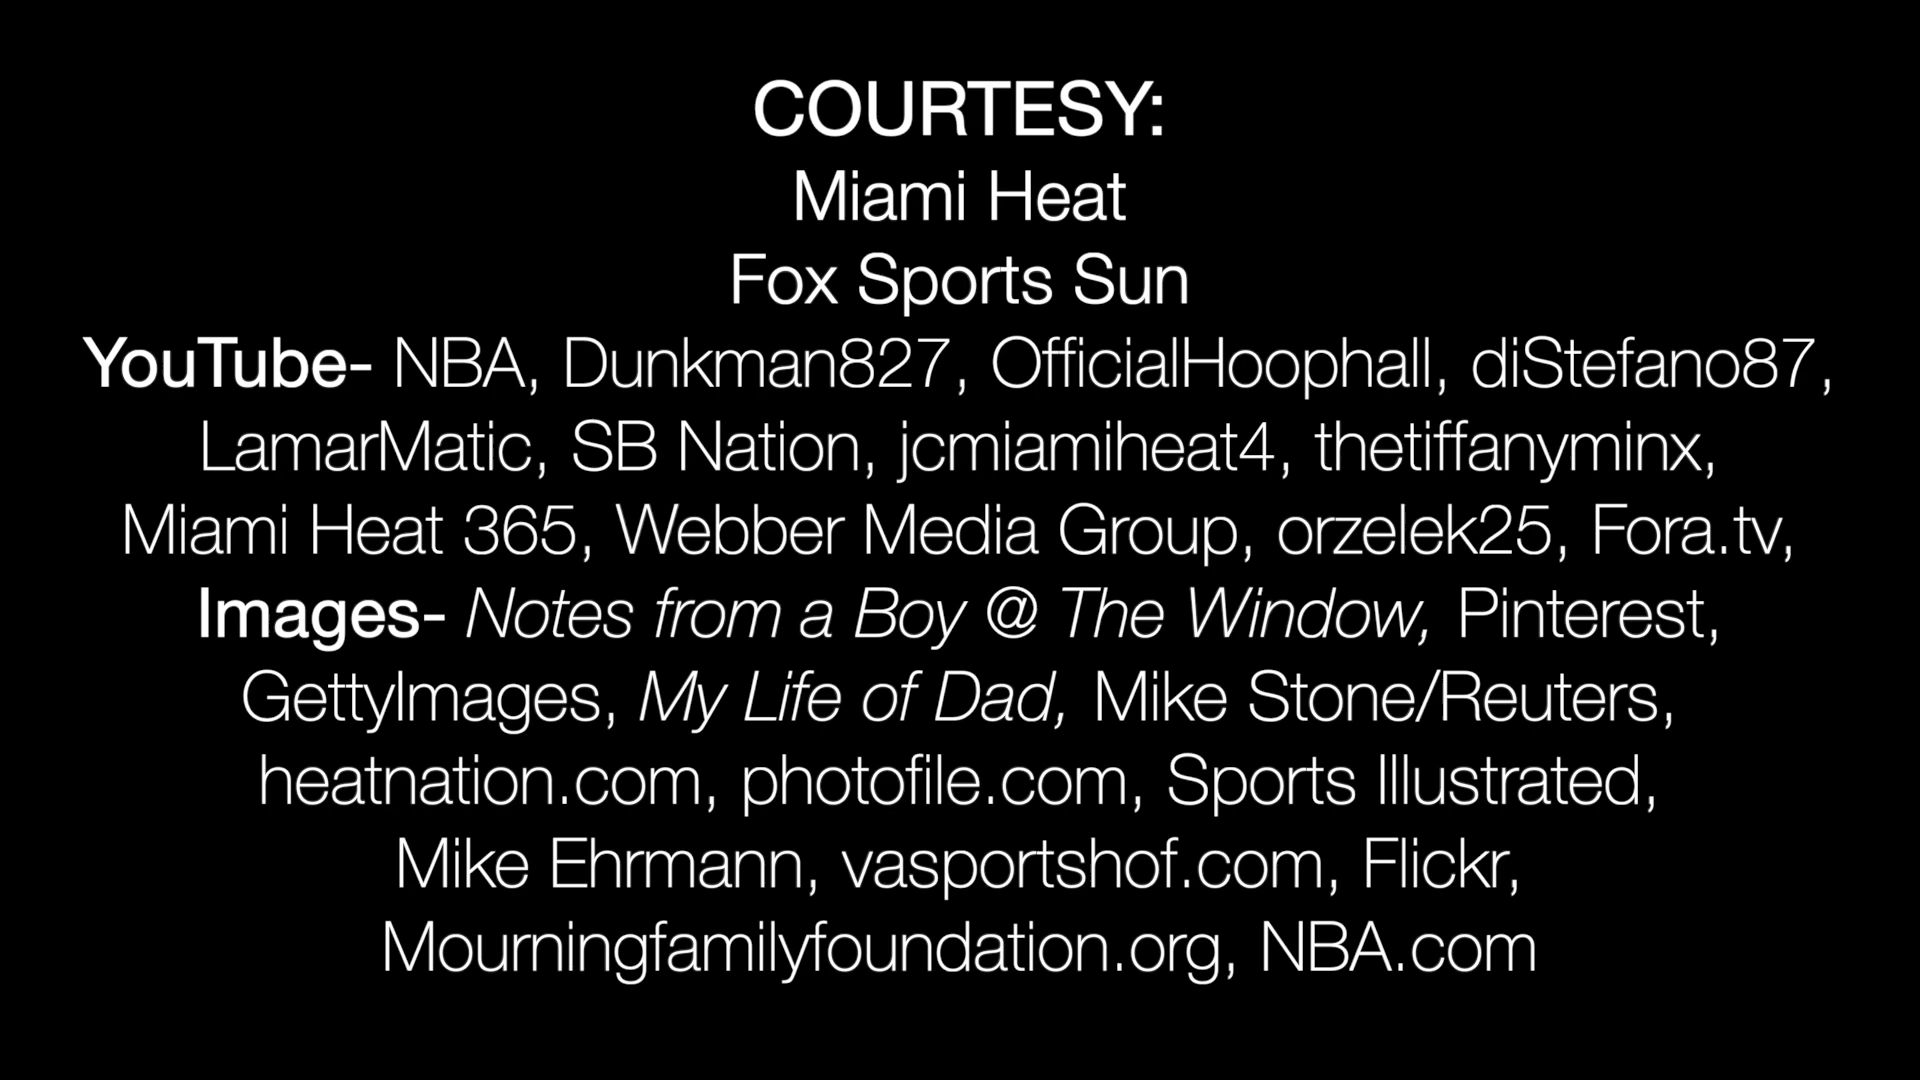 COURTESY:
Miami Heat
Fox Sports Sun
YouTube- NBA, Dunkman827, OfficialHoophall, diStefano87,
LamarMatic, SB Nation, jcmiamiheat4, thetiffanyminx,
Miami Heat 365, Webber Media Group, orzelek25, Fora.tv,
Images- Notes from a Boy @ The Window, Pinterest,
GettyImages, My Life of Dad, Mike Stone/Reuters,
heatnation.com, photofile.com, Sports Illustrated,
Mike Ehrmann, vasportshof.com, Flickr,
Mourningfamilyfoundation.org, NBA.com